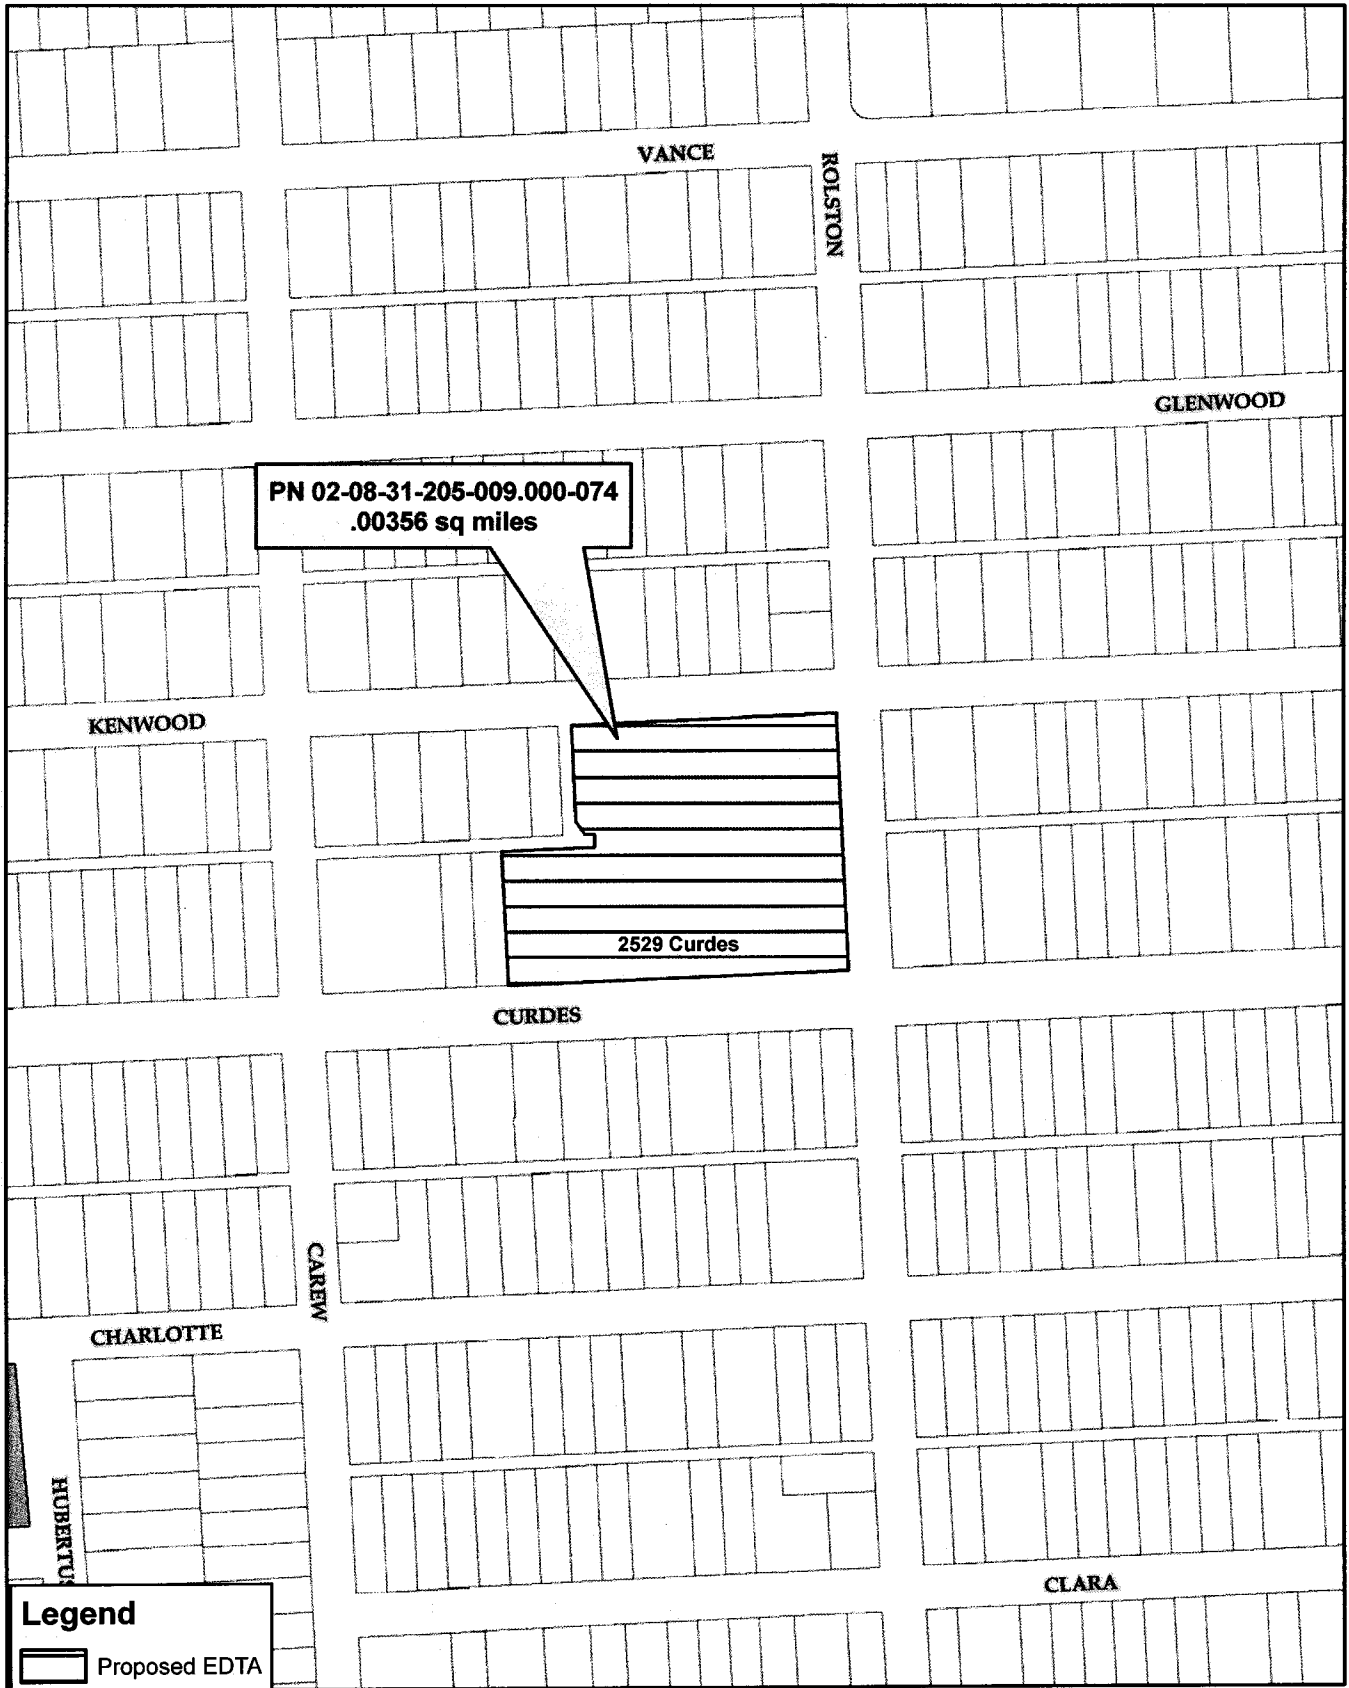 VANCE
ROLSTON
GLENWOOD
PN 02-08-31-205-009.000-074
.00356 sq miles
KENWOOD
2529 Curdes
CURDES
CAREW
CHARLOTTE
HUBERTUS
CLARA
Legend
Proposed EDTA